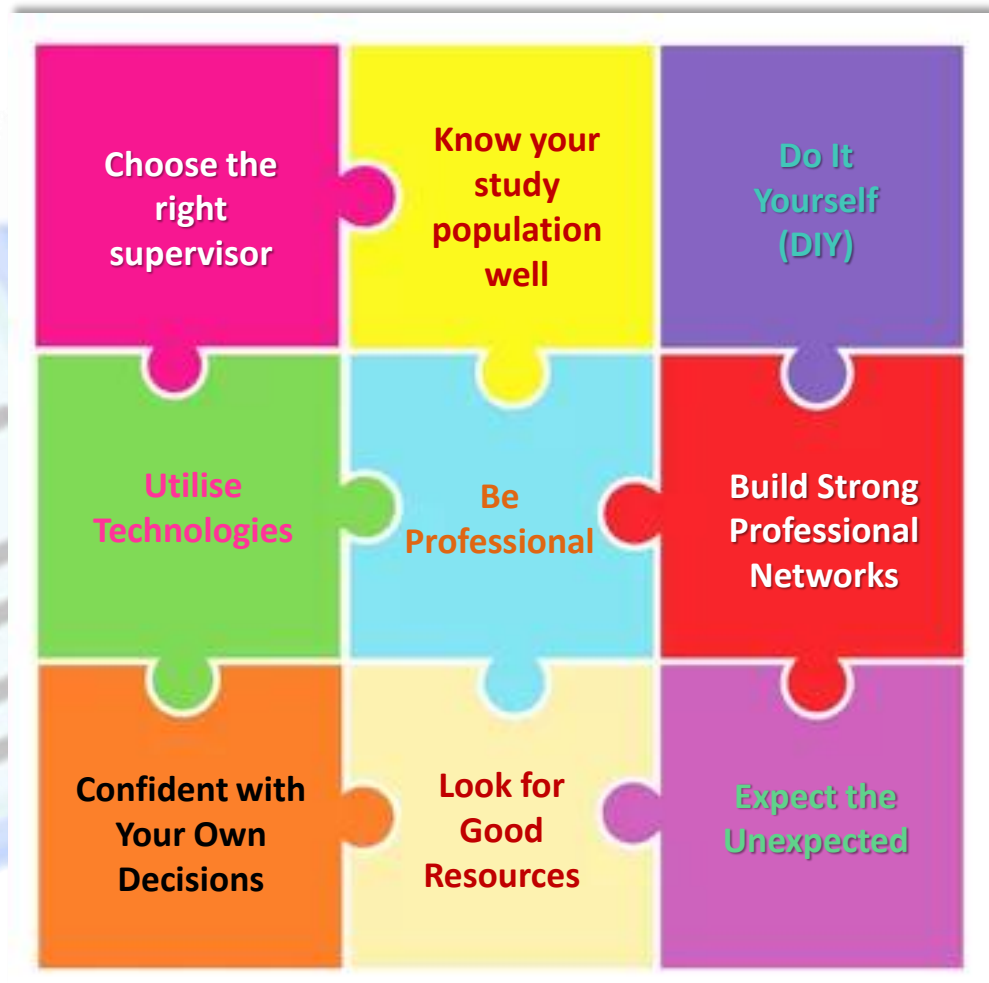 Choose the
right
supervisor
Know your
study
population
well
Do It
Yourself
(DIY)
Utilise
Technologies
Be
Professional
Build Strong
Professional
Networks
Confident with
Your Own
Decisions
Look for
Good
Resources
Expect the
Unexpected